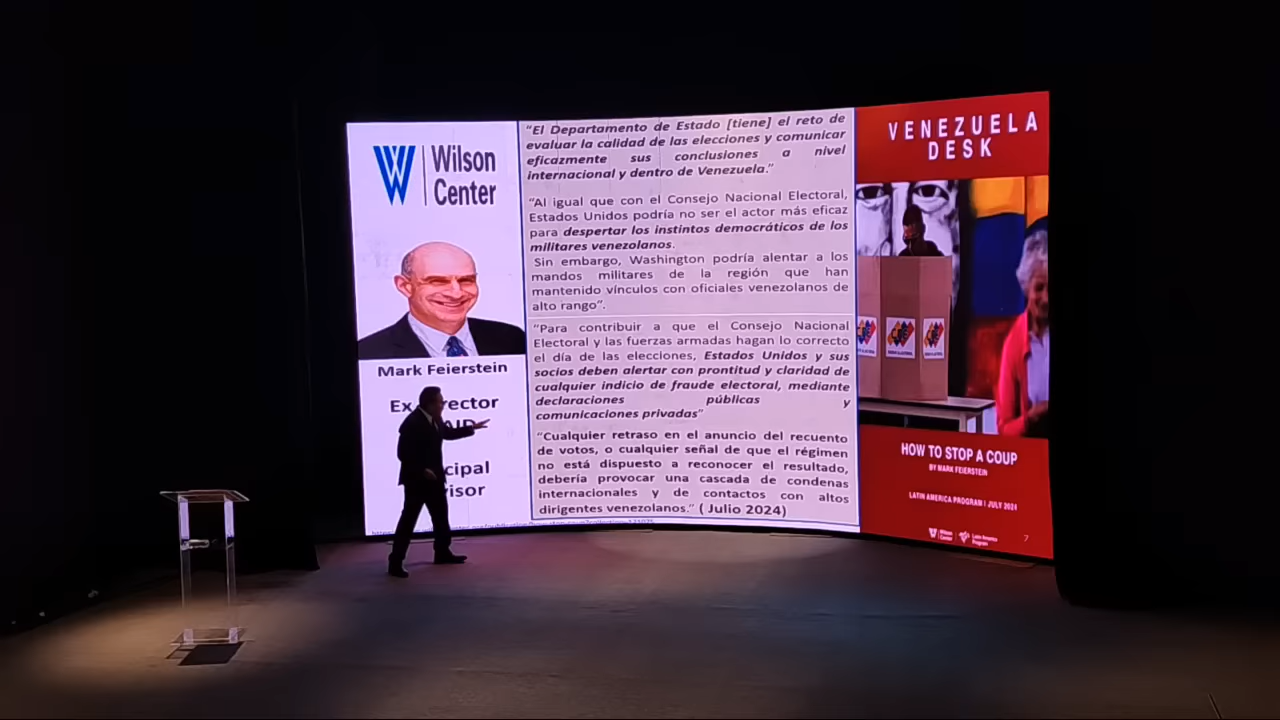 Wilson
Center
Mark Feierstein
“El Departamento de Estado [tiene] el reto de
evaluar la calidad de las elecciones y comunicar
eficazmente sus conclusiones a nivel
internacional y dentro de Venezuela.”
“Al igual que con el Consejo Nacional Electoral,
Estados Unidos podría no ser el actor más eficaz
para despertar los instintos democráticos de los
militares venezolanos.
Sin embargo, Washington podría alentar a los
mandos militares de la región que han
mantenido vínculos con oficiales venezolanos de
alto rango”.
“Para contribuir a que el Consejo Nacional
Electoral y las fuerzas armadas hagan lo correcto
el día de las elecciones, Estados Unidos y sus
socios deben alertar con prontitud y claridad de
cualquier indicio de fraude electoral, mediante
declaraciones públicas y
comunicaciones privadas”
“Cualquier retraso en el anuncio del recuento
de votos, o cualquier señal de que el régimen
no está dispuesto a reconocer el resultado,
debería provocar una cascada de condenas
internacionales y de contactos con altos
dirigentes venezolanos.” ( Julio 2024)
VENEZUELA
DESK
HOW TO STOP A COUP
BY MARK FEIERSTEIN
LATIN AMERICA PROGRAM | JULY 2024
Wilson
Center
Latin America
Program
7